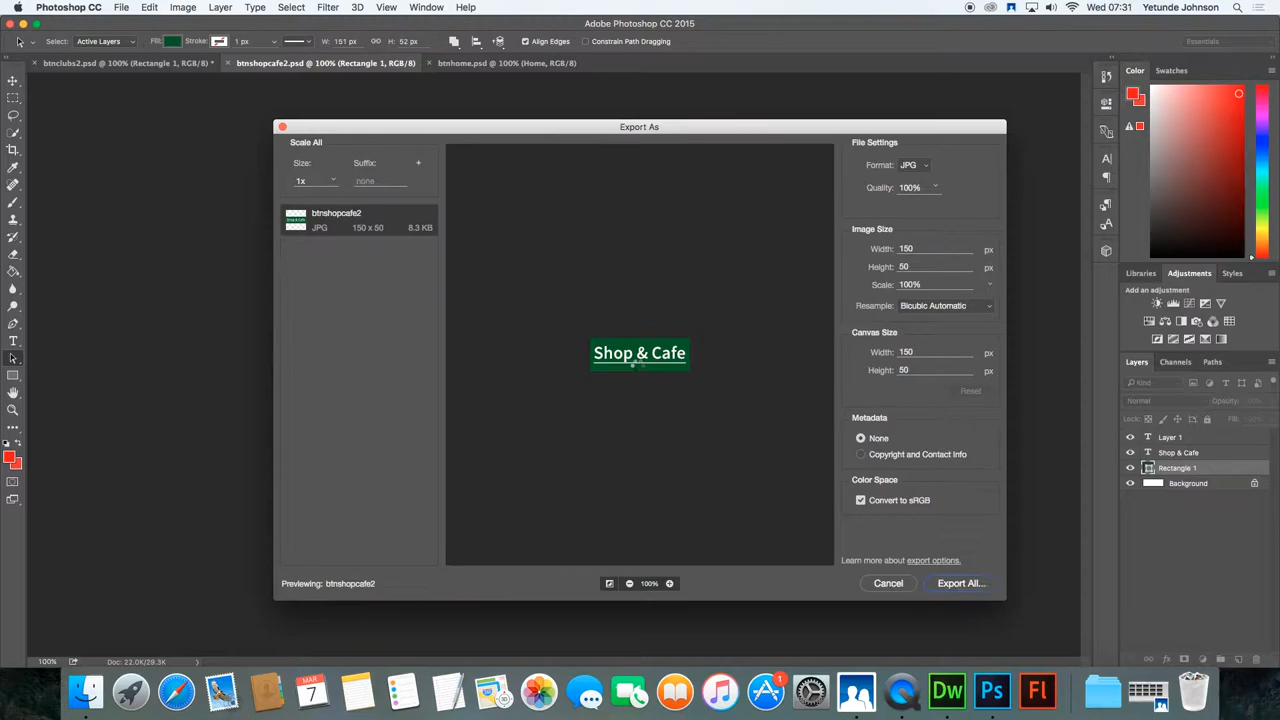 Photoshop CC File Edit Image Layer Type Select Filter 3D View Window Help Wed 07:31 Yetunde Johnson
Adobe Photoshop CC 2015
Select: Active Layers Fill: Stroke: 1 px W: 151 px H: 52 px Align Edges Constrain Path Dragging Essentials
btnclubs2.psd @ 100% (Rectangle 1, RGB/8) * btnshopcafe2.psd @ 100% (Rectangle 1, RGB/8) btnhome.psd @ 100% (Home, RGB/8)
Color Swatches
Export As
Scale All
Size: Suffix: +
1x none
btnshopcafe2
JPG 150 x 50 8.3 KB
Shop & Cafe
File Settings
Format: JPG
Quality: 100%
Image Size
Width: 150 px
Height: 50 px
Scale: 100%
Resample: Bicubic Automatic
Canvas Size
Width: 150 px
Height: 50 px
Reset
Metadata
None
Copyright and Contact Info
Color Space
Convert to sRGB
Learn more about export options.
Previewing: btnshopcafe2 100% Cancel Export All...
Libraries Adjustments Styles
Add an adjustment
Layers Channels Paths
Kind
Normal Opacity: 100%
Lock: Fill:
Layer 1
Shop & Cafe
Rectangle 1
Background
100% Doc: 22.0K/29.3K
MAR
7
1
Dw Ps Fl